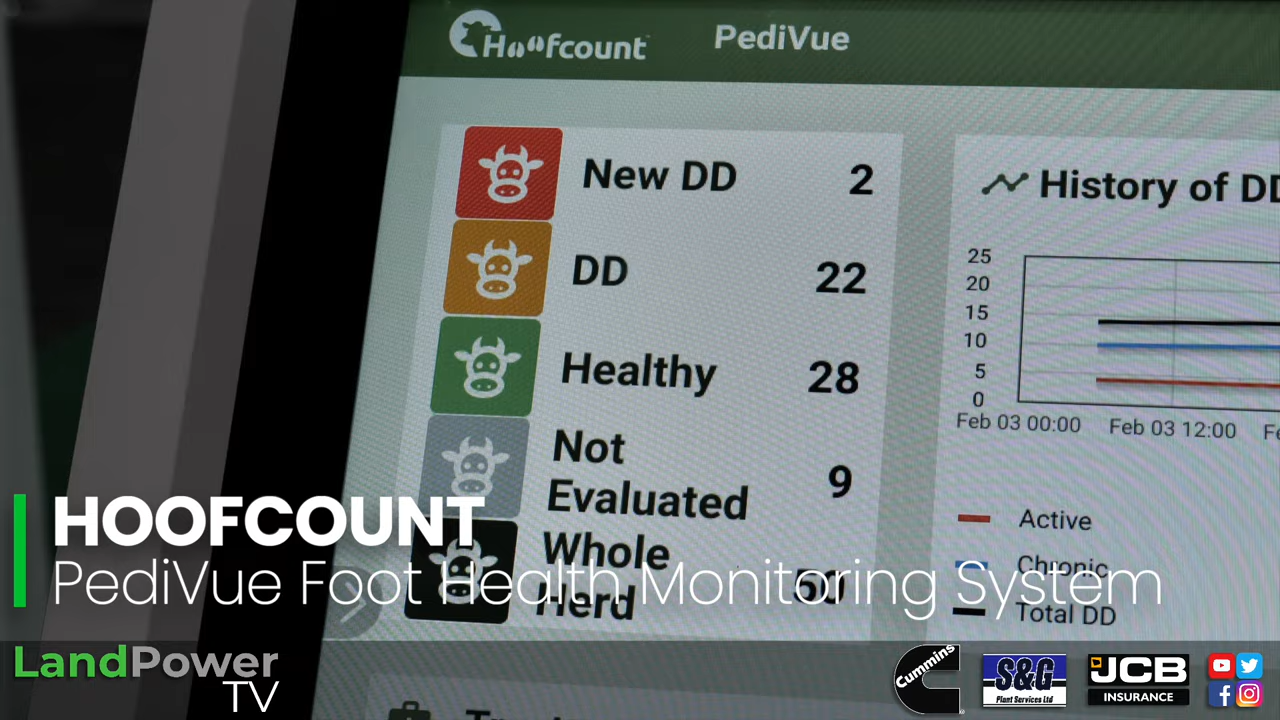 Hoofcount
PediVue
New DD 2
DD 22
Healthy 28
Not
Evaluated 9
Whole
Herd 50
History of DD
25
20
15
10
5
0
Feb 03 00:00 Feb 03 12:00
Active
Chronic
Total DD
HOOFCOUNT
PediVue Foot Health Monitoring System
LandPower
TV
Cummins
S&G
Plant Services Ltd
JCB
INSURANCE